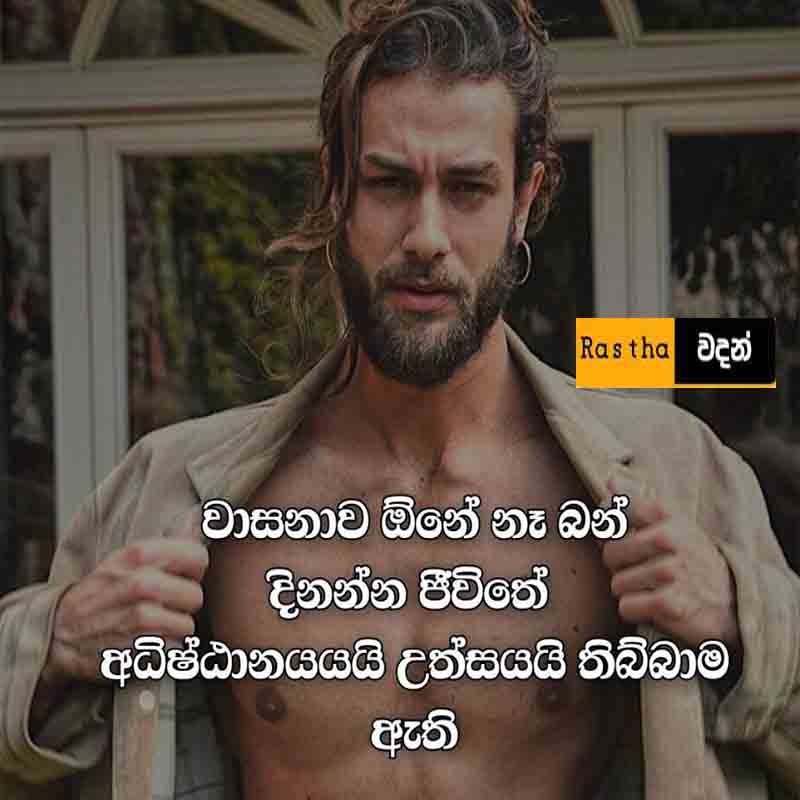 Rastha වදන්
වාසනාව ඕනේ නෑ බන්
දිනන්න ජීවිතේ
අධිෂ්ඨානයයයි උත්සයයි තිබ්බාම
ඇති